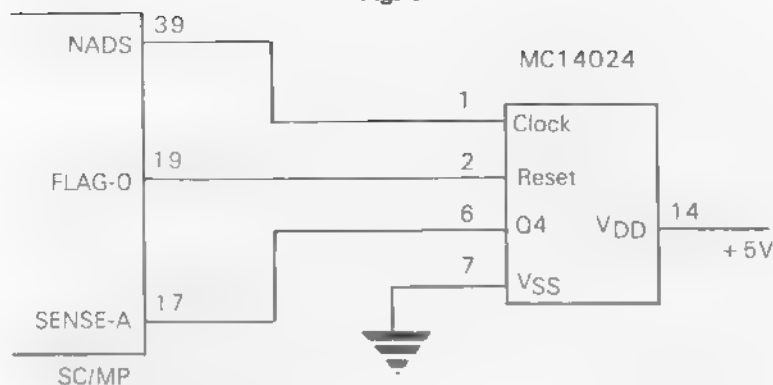 39
NADS
MC14024
1
Clock
19
2
FLAG-0
Reset
6
Q4
VDD
14
+5V
7
VSS
17
SENSE-A
SC/MP